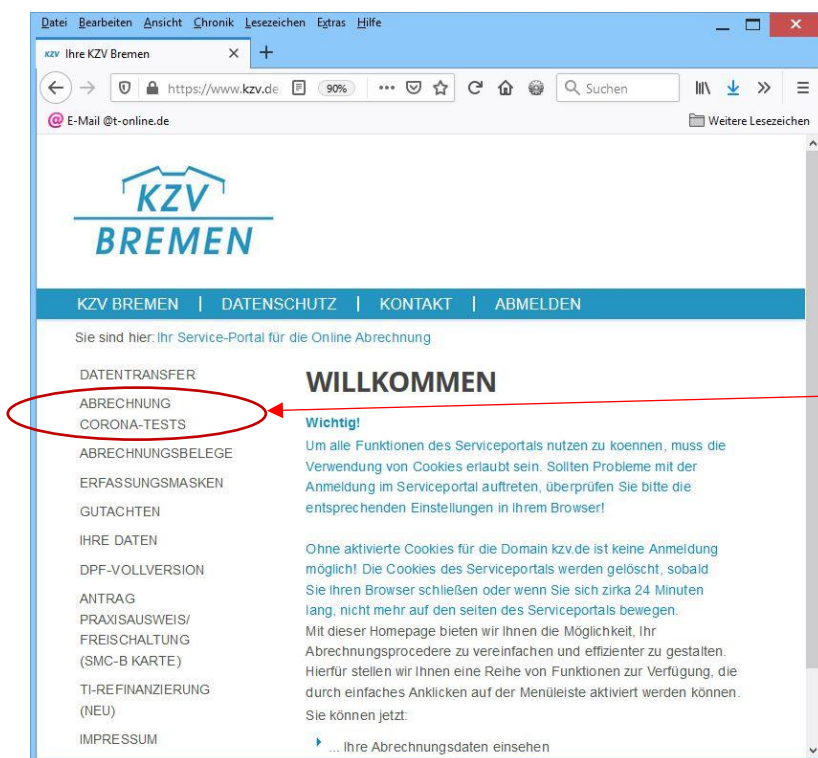 Datei Bearbeiten Ansicht Chronik Lesezeichen Extras Hilfe
KZV Ihre KZV Bremen
https://www.kzv.de 90% Suchen
@ E-Mail @t-online.de Weitere Lesezeichen
KZV
BREMEN
KZV BREMEN | DATENSCHUTZ | KONTAKT | ABMELDEN
Sie sind hier: Ihr Service-Portal für die Online Abrechnung
DATENTRANSFER
ABRECHNUNG
CORONA-TESTS
ABRECHNUNGSBELEGE
ERFASSUNGSMASKEN
GUTACHTEN
IHRE DATEN
DPF-VOLLVERSION
ANTRAG
PRAXISAUSWEIS/
FREISCHALTUNG
(SMC-B KARTE)
TI-REFINANZIERUNG
(NEU)
IMPRESSUM
WILLKOMMEN
Wichtig!
Um alle Funktionen des Serviceportals nutzen zu koennen, muss die
Verwendung von Cookies erlaubt sein. Sollten Probleme mit der
Anmeldung im Serviceportal auftreten, überprüfen Sie bitte die
entsprechenden Einstellungen in Ihrem Browser!
Ohne aktivierte Cookies für die Domain kzv.de ist keine Anmeldung
möglich! Die Cookies des Serviceportals werden gelöscht, sobald
Sie Ihren Browser schließen oder wenn Sie sich zirka 24 Minuten
lang, nicht mehr auf den seiten des Serviceportals bewegen.
Mit dieser Homepage bieten wir Ihnen die Möglichkeit, Ihr
Abrechnungsprocedere zu vereinfachen und effizienter zu gestalten.
Hierfür stellen wir Ihnen eine Reihe von Funktionen zur Verfügung, die
durch einfaches Anklicken auf der Menüleiste aktiviert werden können.
Sie können jetzt:
... Ihre Abrechnungsdaten einsehen